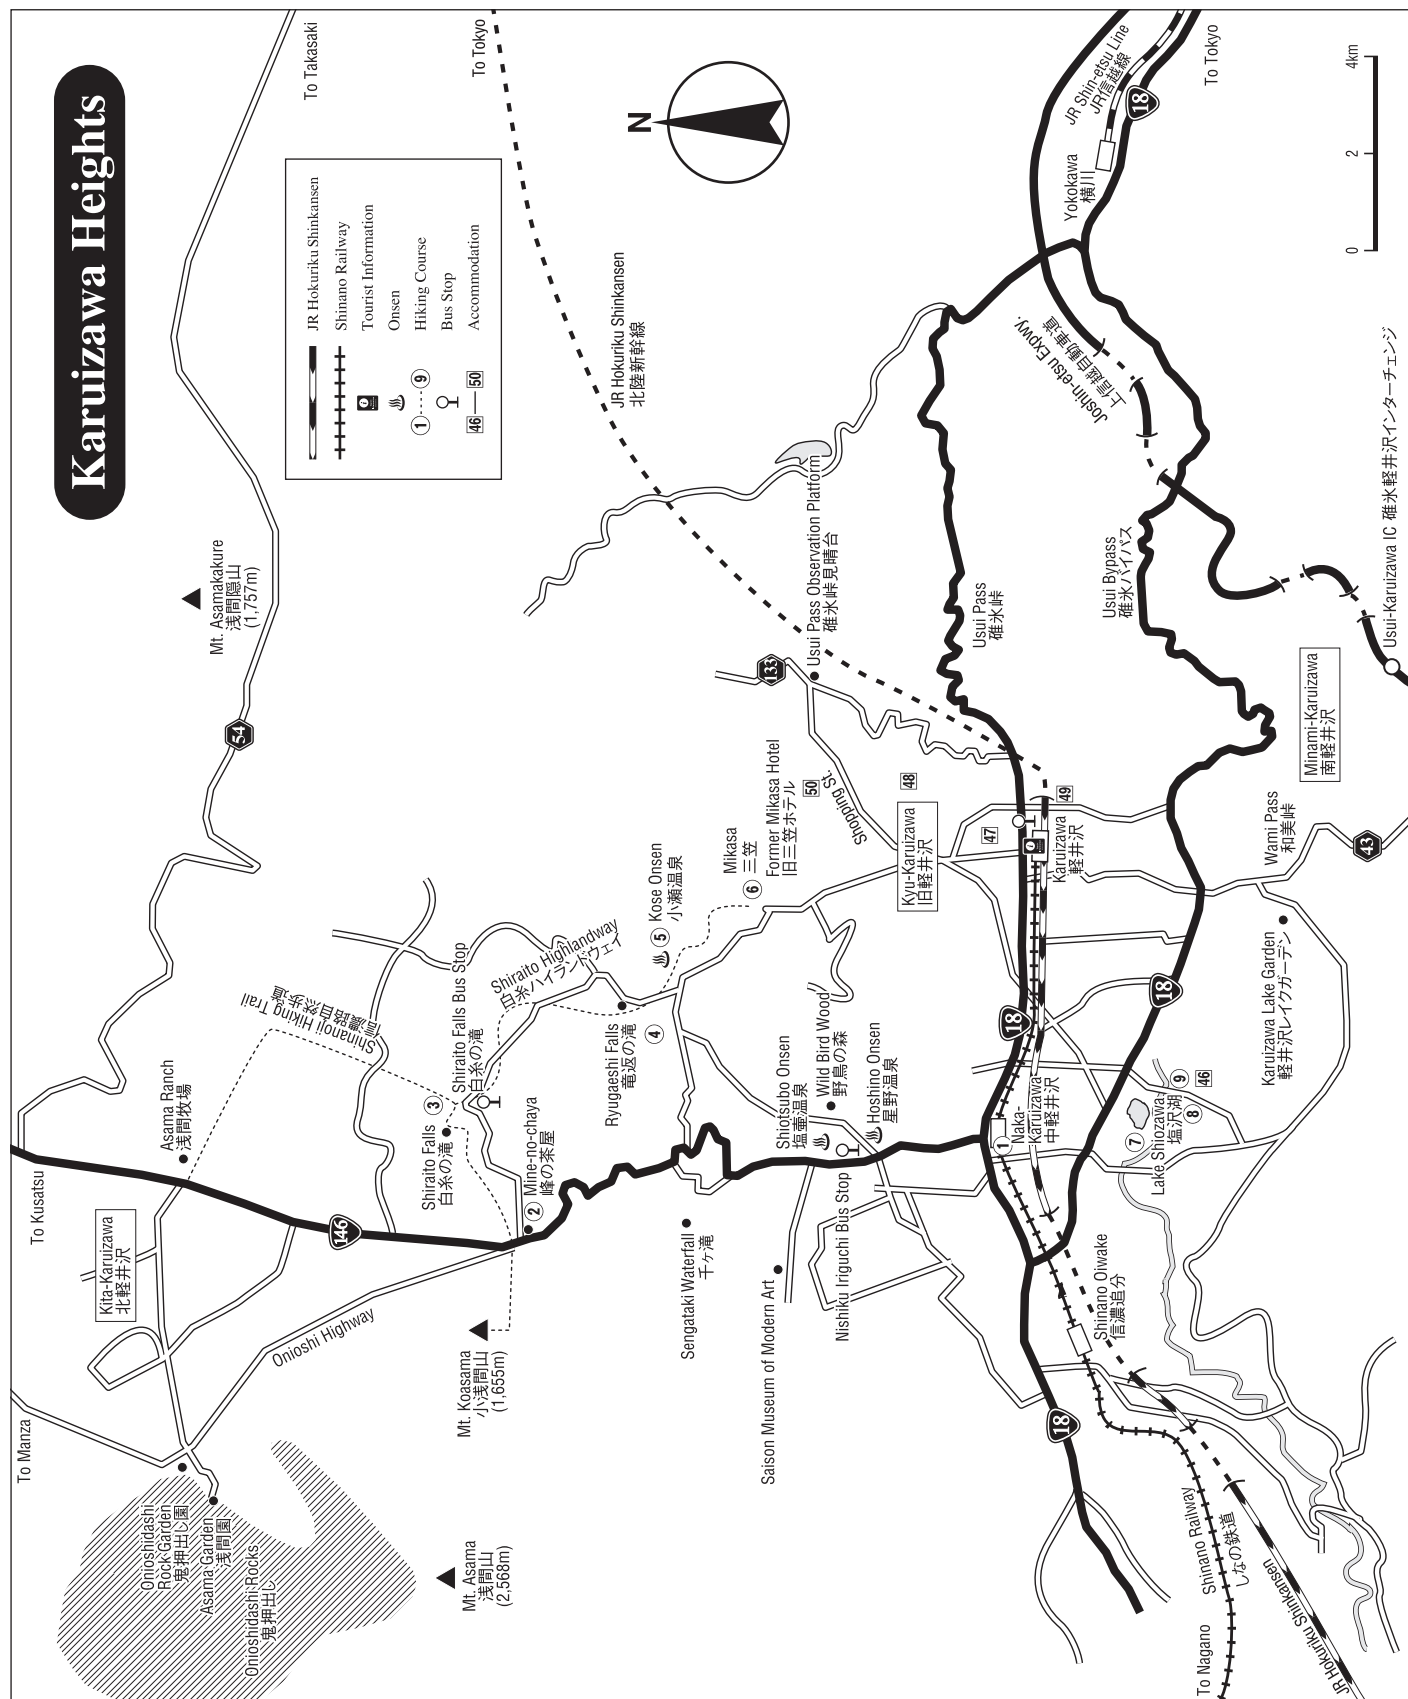 Karuizawa Heights
To Takasaki
To Tokyo
N
JR Hokuriku Shinkansen
Shinano Railway
Tourist Information
Onsen
① ⑨ Hiking Course
Bus Stop
46 50 Accommodation
To Kusatsu
To Manza
Kita-Karuizawa
北軽井沢
Asama Ranch
浅間牧場
54
Mt. Asamakakure
浅間隠山
(1,757m)
146
Onioshidashi
Rock Garden
鬼押出し園
Asama Garden
浅間園
Onioshidashi Rocks
鬼押出し
Onioshi Highway
Shinanoji Hiking Trail
信濃路自然歩道
Shiraito Falls
白糸の滝
③
Shiraito Falls Bus Stop
白糸の滝
Shiraito Highlandway
白糸ハイランドウェイ
Mt. Asama
浅間山
(2,568m)
Mt. Koasama
小浅間山
(1,655m)
②
Mine-no-chaya
峰の茶屋
Ryugaeshi Falls
竜返の滝
④
⑤
Kose Onsen
小瀬温泉
⑥
Mikasa
三笠
Former Mikasa Hotel
旧三笠ホテル
JR Hokuriku Shinkansen
北陸新幹線
Sengataki Waterfall
千ヶ滝
Saison Museum of Modern Art
Shiotsubo Onsen
塩壷温泉
Wild Bird Wood
野鳥の森
Nishiku Iriguchi Bus Stop
Hoshino Onsen
星野温泉
133
Usui Pass Observation Platform
碓氷峠見晴台
50
Shopping St.
48
Kyu-Karuizawa
旧軽井沢
47
49
Usui Pass
碓氷峠
18
Karuizawa
軽井沢
①
Naka-
Karuizawa
中軽井沢
18
Shinano Oiwake
信濃追分
Joshin-etsu Expwy.
上信越自動車道
Yokokawa
横川
JR Shin-etsu Line
JR信越線
18
To Tokyo
Usui Bypass
碓氷バイパス
18
⑦
Lake Shiozawa
塩沢湖
⑧
⑨
46
Shinano Railway
しなの鉄道
To Nagano
JR Hokuriku Shinkansen
Karuizawa Lake Garden
軽井沢レイクガーデン
Wami Pass
和美峠
Minami-Karuizawa
南軽井沢
43
Usui-Karuizawa IC 碓氷軽井沢インターチェンジ
0 2 4km